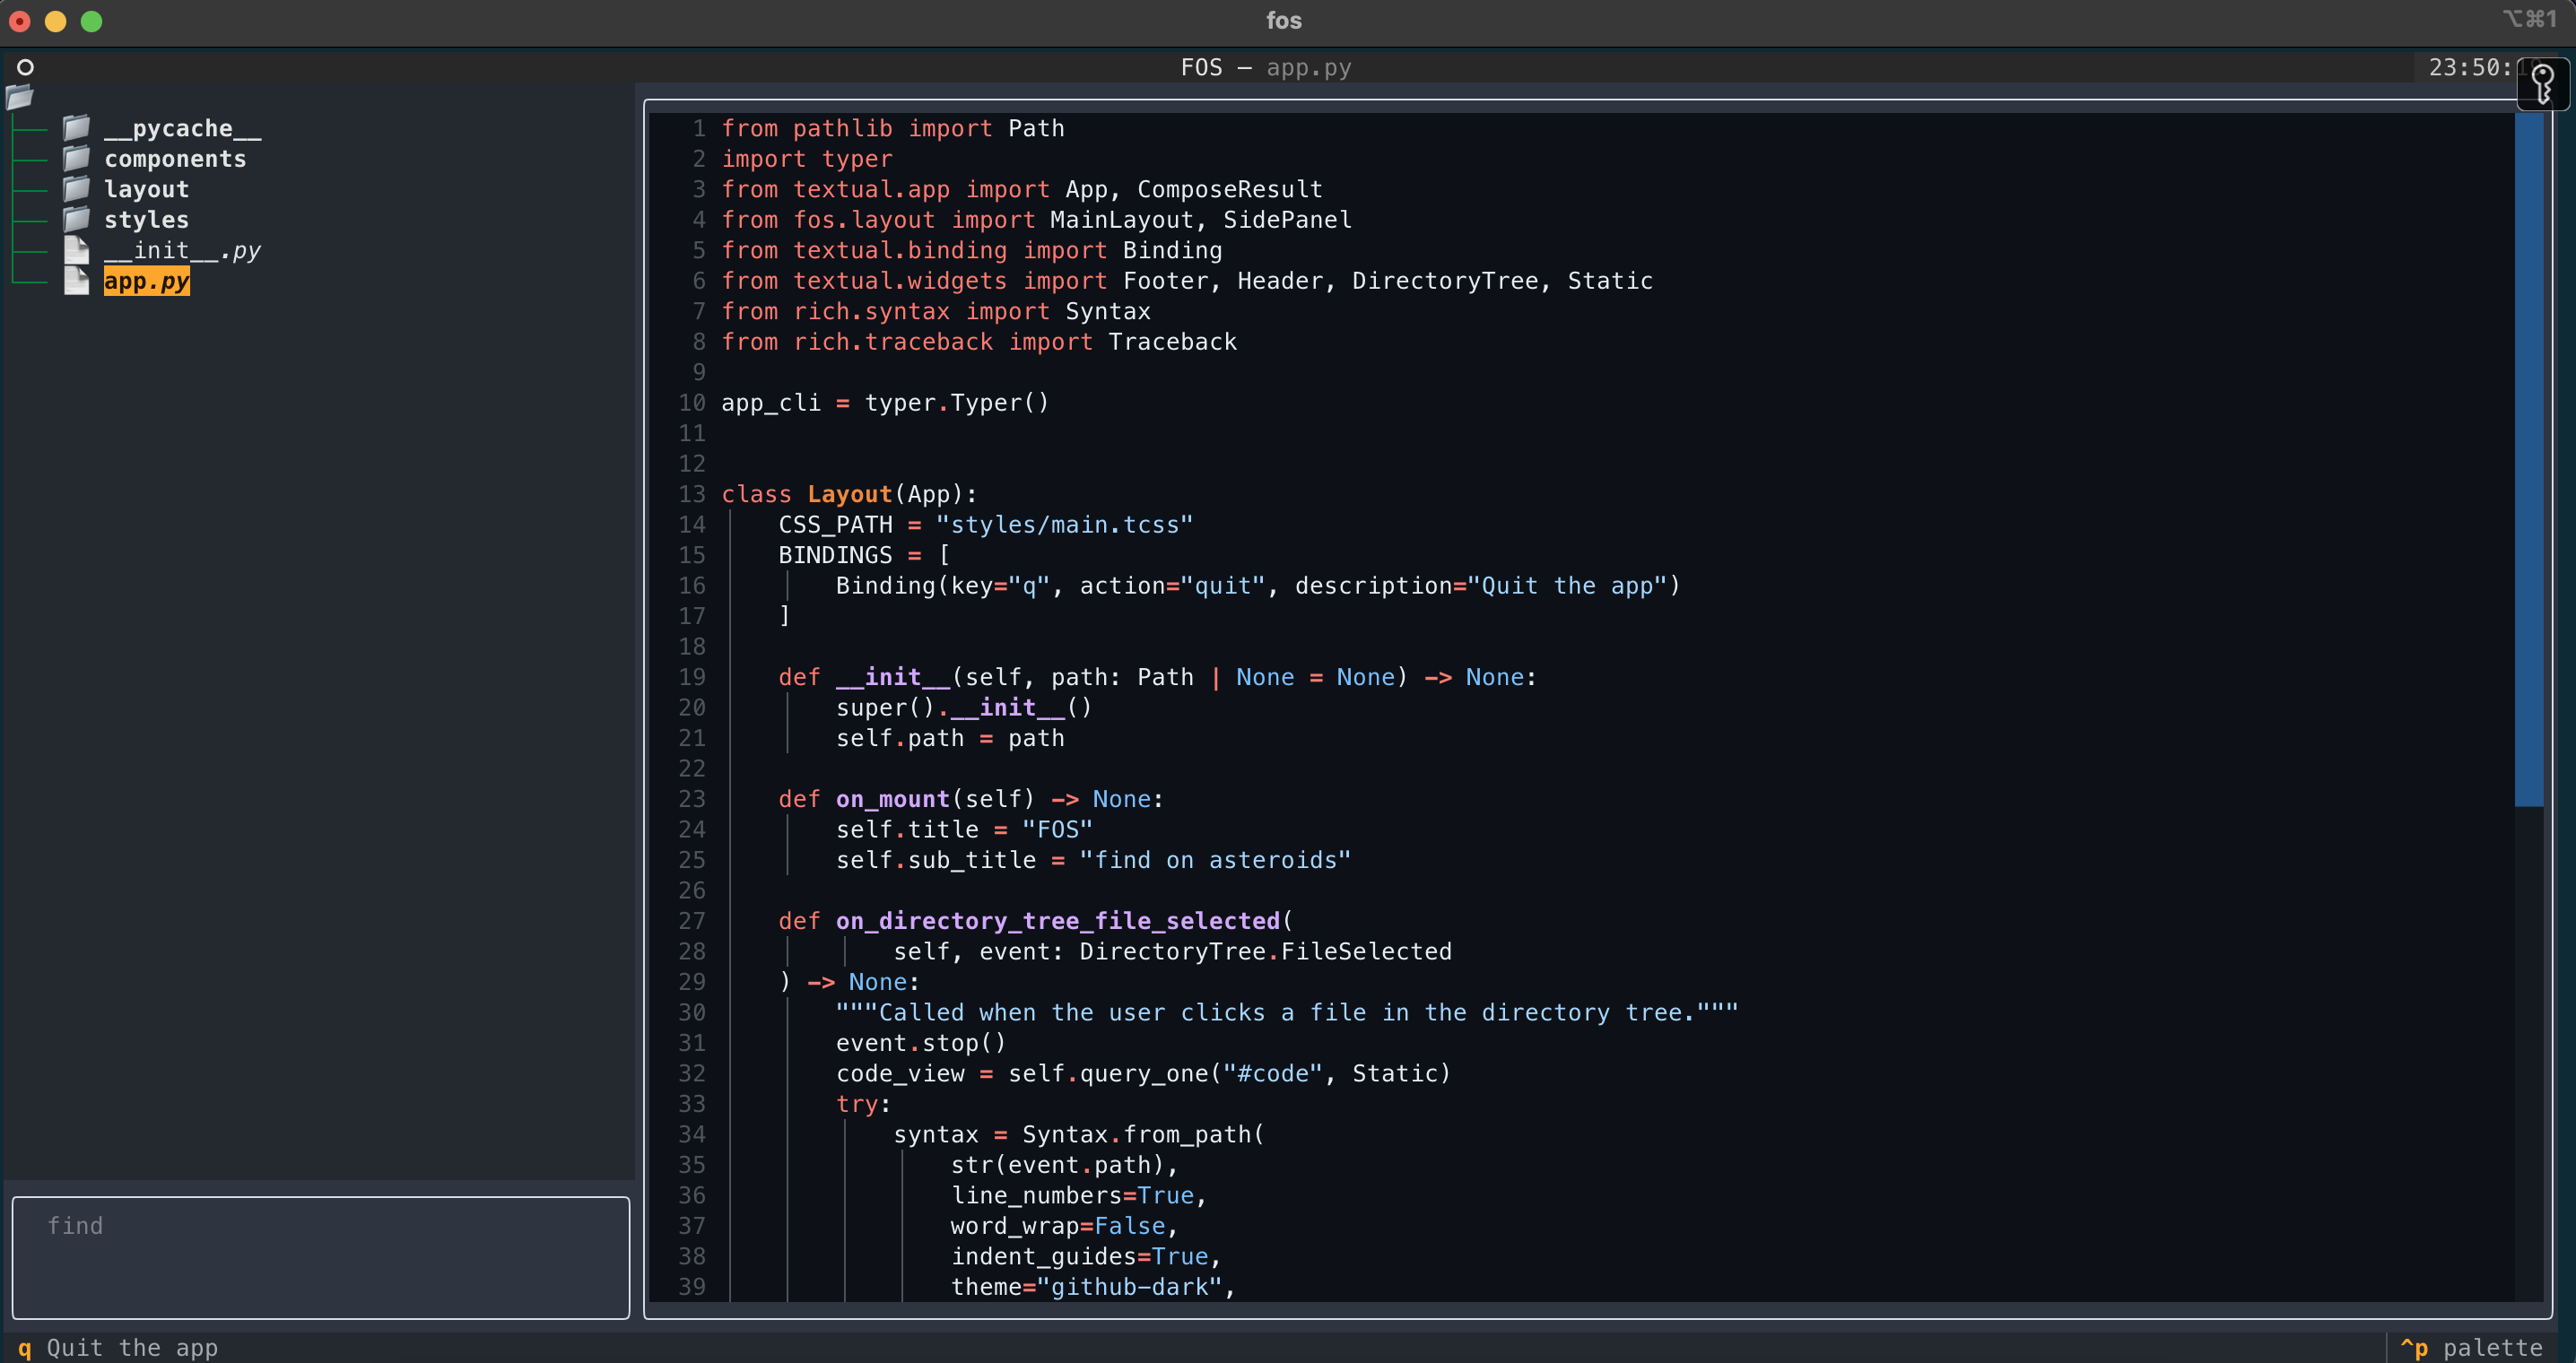 fos
⌥⌘1
FOS — app.py
23:50:
__pycache__
components
layout
styles
__init__.py
app.py
find
1 from pathlib import Path
2 import typer
3 from textual.app import App, ComposeResult
4 from fos.layout import MainLayout, SidePanel
5 from textual.binding import Binding
6 from textual.widgets import Footer, Header, DirectoryTree, Static
7 from rich.syntax import Syntax
8 from rich.traceback import Traceback
9
10 app_cli = typer.Typer()
11
12
13 class Layout(App):
14     CSS_PATH = "styles/main.tcss"
15     BINDINGS = [
16         Binding(key="q", action="quit", description="Quit the app")
17     ]
18
19     def __init__(self, path: Path | None = None) -> None:
20         super().__init__()
21         self.path = path
22
23     def on_mount(self) -> None:
24         self.title = "FOS"
25         self.sub_title = "find on asteroids"
26
27     def on_directory_tree_file_selected(
28             self, event: DirectoryTree.FileSelected
29     ) -> None:
30         """Called when the user clicks a file in the directory tree."""
31         event.stop()
32         code_view = self.query_one("#code", Static)
33         try:
34             syntax = Syntax.from_path(
35                 str(event.path),
36                 line_numbers=True,
37                 word_wrap=False,
38                 indent_guides=True,
39                 theme="github-dark",
q Quit the app
^p palette